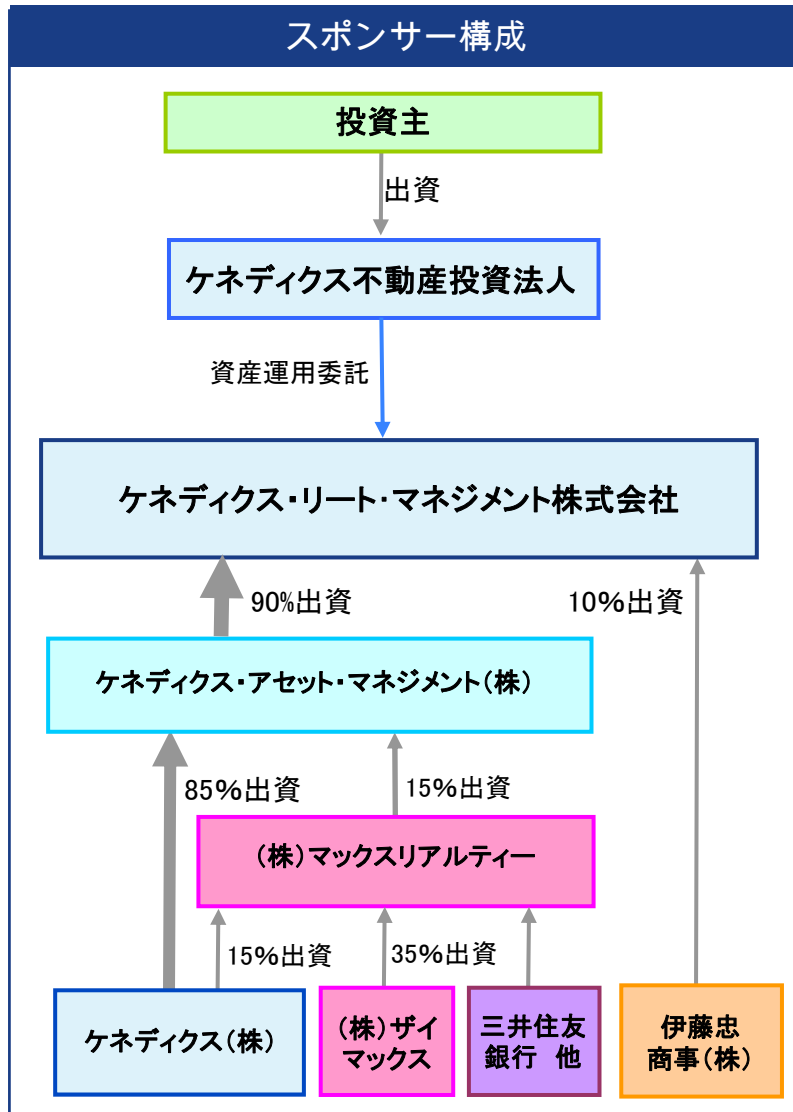 スポンサー構成
投資主
出資
ケネディクス不動産投資法人
資産運用委託
ケネディクス・リート・マネジメント株式会社
90%出資
10%出資
ケネディクス・アセット・マネジメント(株)
85%出資
15%出資
(株)マックスリアルティー
15%出資
35%出資
ケネディクス(株)
(株)ザイ
マックス
三井住友
銀行 他
伊藤忠
商事(株)